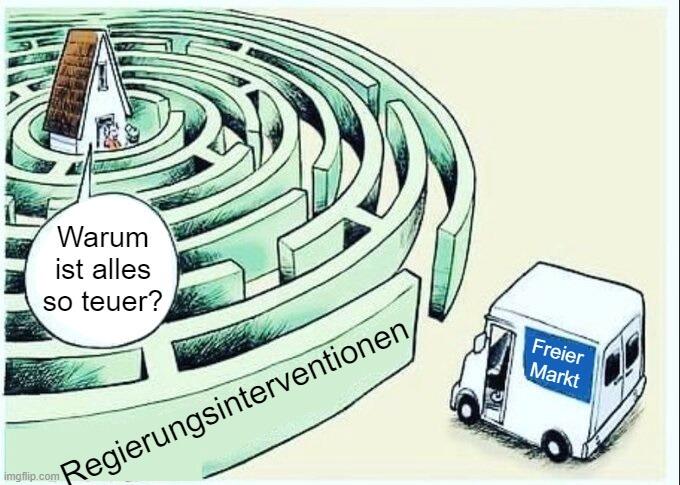 Warum
ist alles
so teuer?
Freier
Markt
Regierungsinterventionen
imgflip.com